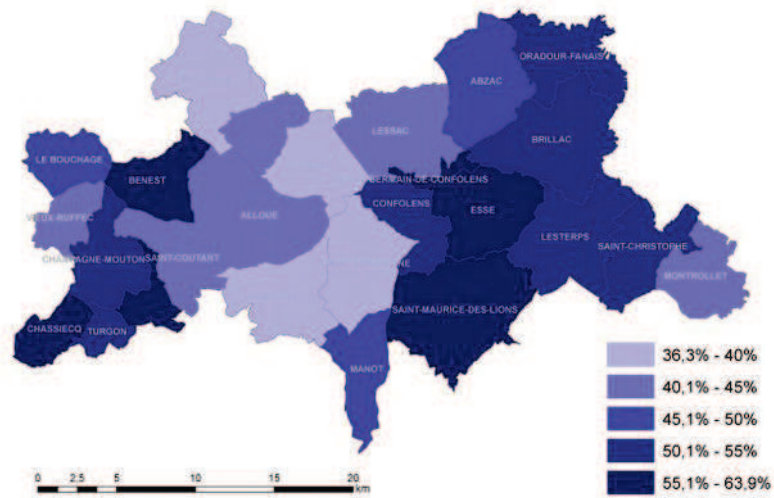 ORADOUR-FANAIS
ABZAC
LESSAC
BRILLAC
LE BOUCHAGE
BENEST
GERMAIN-DE-CONFOLENS
CONFOLENS
ESSE
VIEUX-RUFFEC
ALLOUE
LESTERPS
SAINT-CHRISTOPHE
CHAMPAGNE-MOUTON
SAINT-COUTANT
NE
MONTROLLET
SAINT-MAURICE-DES-LIONS
CHASSIECQ
TURGON
MANOT
36,3% - 40%
40,1% - 45%
45,1% - 50%
50,1% - 55%
55,1% - 63,9%
0 2,5 5 10 15 20
km